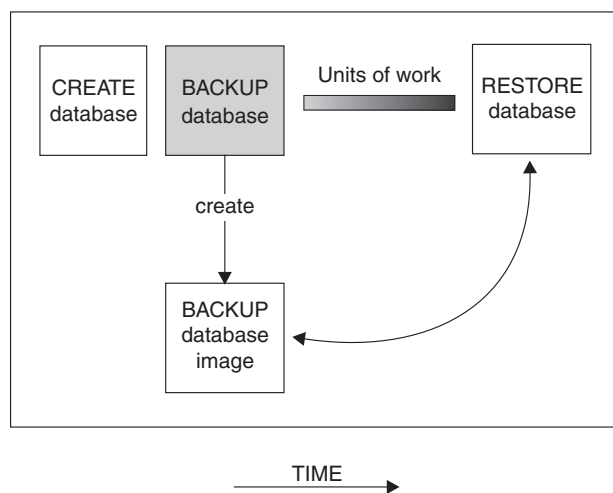 CREATE
database
BACKUP
database
Units of work
RESTORE
database
create
BACKUP
database
image
TIME